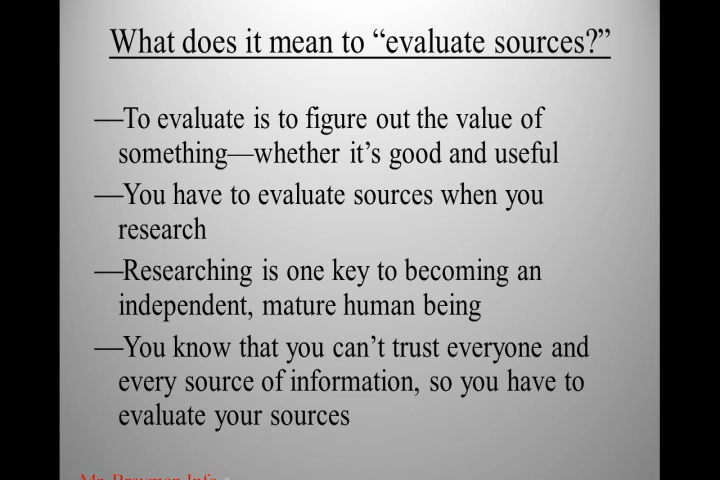 What does it mean to “evaluate sources?”
—To evaluate is to figure out the value of
something—whether it’s good and useful
—You have to evaluate sources when you
research
—Researching is one key to becoming an
independent, mature human being
—You know that you can’t trust everyone and
every source of information, so you have to
evaluate your sources